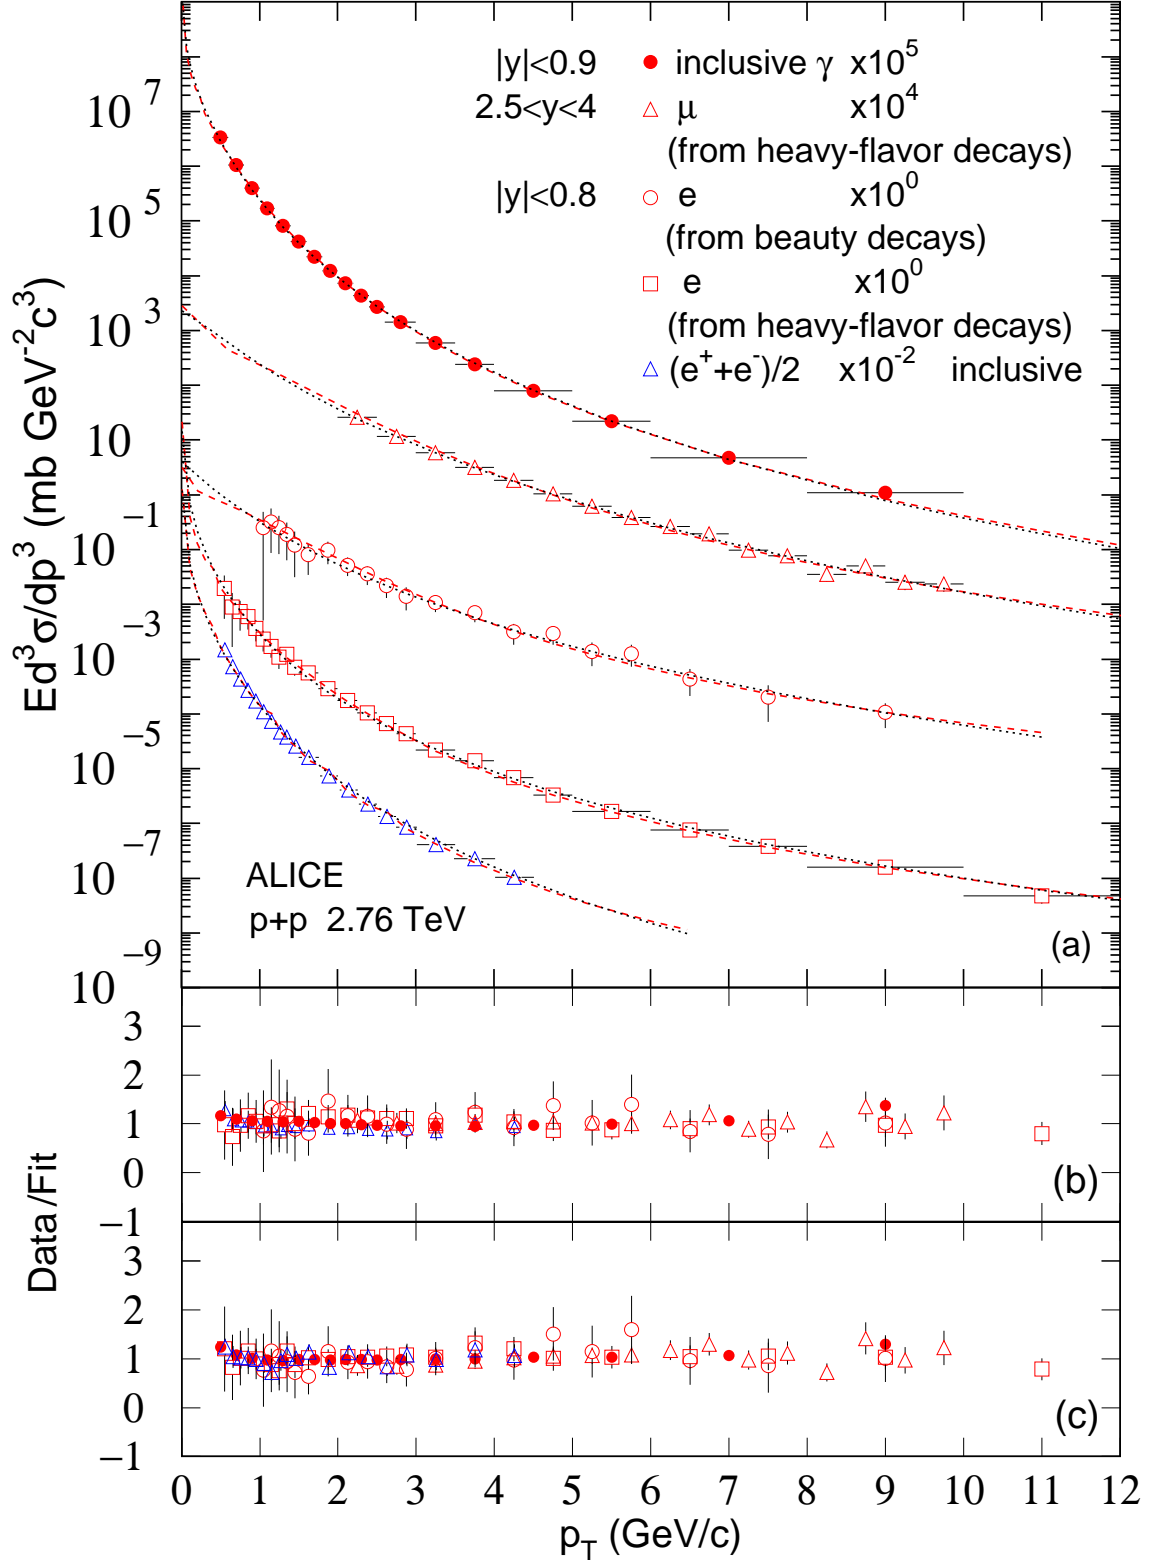 |y|<0.9 inclusive γ x10^5
2.5<y<4 μ x10^4
(from heavy-flavor decays)
|y|<0.8 e x10^0
(from beauty decays)
e x10^0
(from heavy-flavor decays)
(e^+ +e^-)/2 x10^-2 inclusive
Ed^3σ/dp^3 (mb GeV^-2c^3)
10^7
10^5
10^3
10
10^-1
10^-3
10^-5
10^-7
10^-9
ALICE
p+p 2.76 TeV
(a)
Data/Fit
3
2
1
0
−1
(b)
3
2
1
0
−1
(c)
0 1 2 3 4 5 6 7 8 9 10 11 12
p_T (GeV/c)